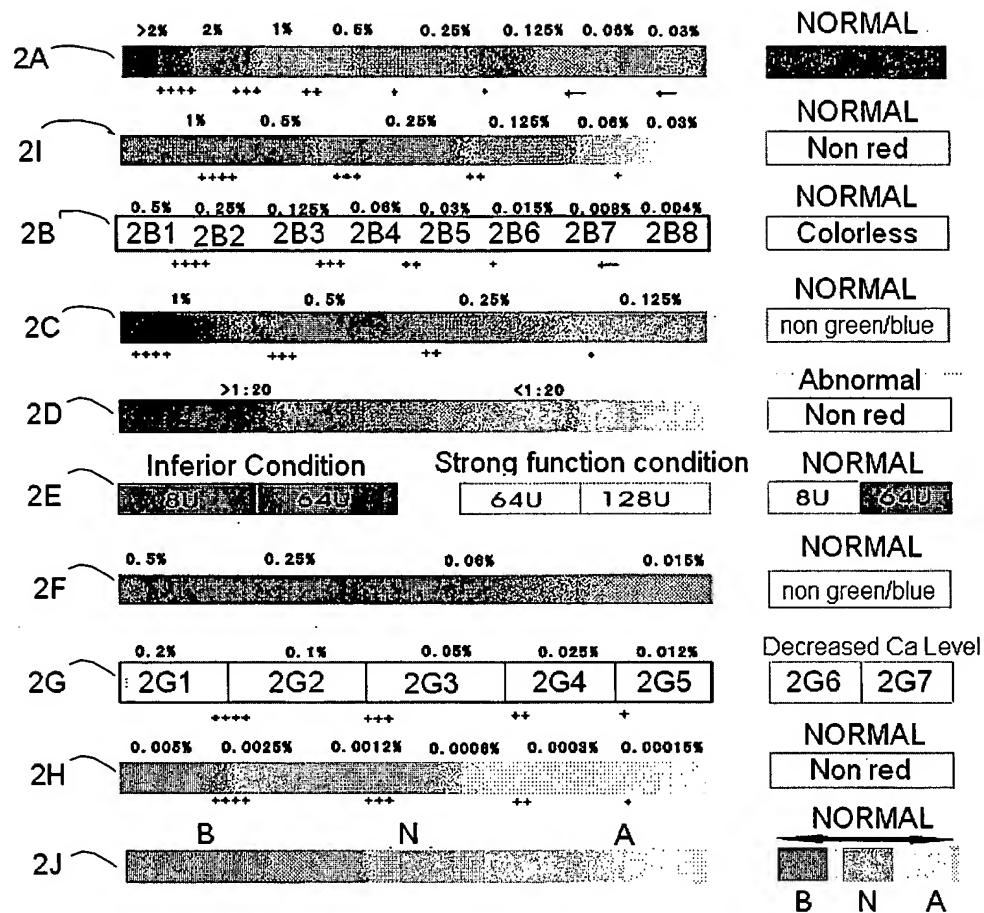 >2% 2% 1% 0.5% 0.25% 0.125% 0.06% 0.03% NORMAL
2A
++++ +++ ++ + + +— +—
1% 0.5% 0.25% 0.125% 0.06% 0.03% NORMAL
2I Non red
++++ +++ ++ +
0.5% 0.25% 0.125% 0.06% 0.03% 0.015% 0.008% 0.004% NORMAL
2B 2B1 2B2 2B3 2B4 2B5 2B6 2B7 2B8 Colorless
++++ +++ ++ + +—
1% 0.5% 0.25% 0.125% NORMAL
2C non green/blue
++++ +++ ++ +
>1:20 <1:20 Abnormal
2D Non red
Inferior Condition Strong function condition NORMAL
2E 8U 64U 64U 128U 8U 64U
0.5% 0.25% 0.06% 0.015% NORMAL
2F non green/blue
0.2% 0.1% 0.05% 0.025% 0.012% Decreased Ca Level
2G 2G1 2G2 2G3 2G4 2G5 2G6 2G7
++++ +++ ++ +
0.005% 0.0025% 0.0012% 0.0006% 0.0003% 0.00015% NORMAL
2H Non red
++++ +++ ++ +
B N A NORMAL
2J
B N A